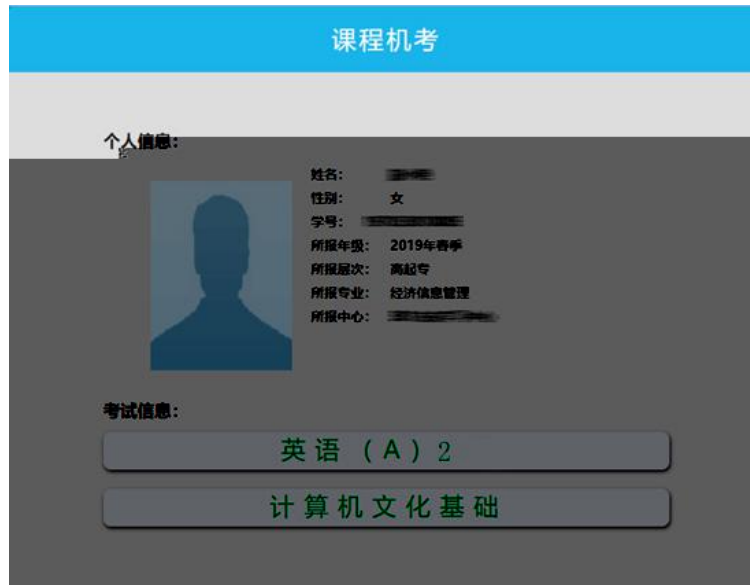 课程机考
个人信息:
姓名:
性别: 女
学号:
所报年级: 2019年春季
所报层次: 高起专
所报专业: 经济信息管理
所报中心:
考试信息:
英语（A）2
计算机文化基础